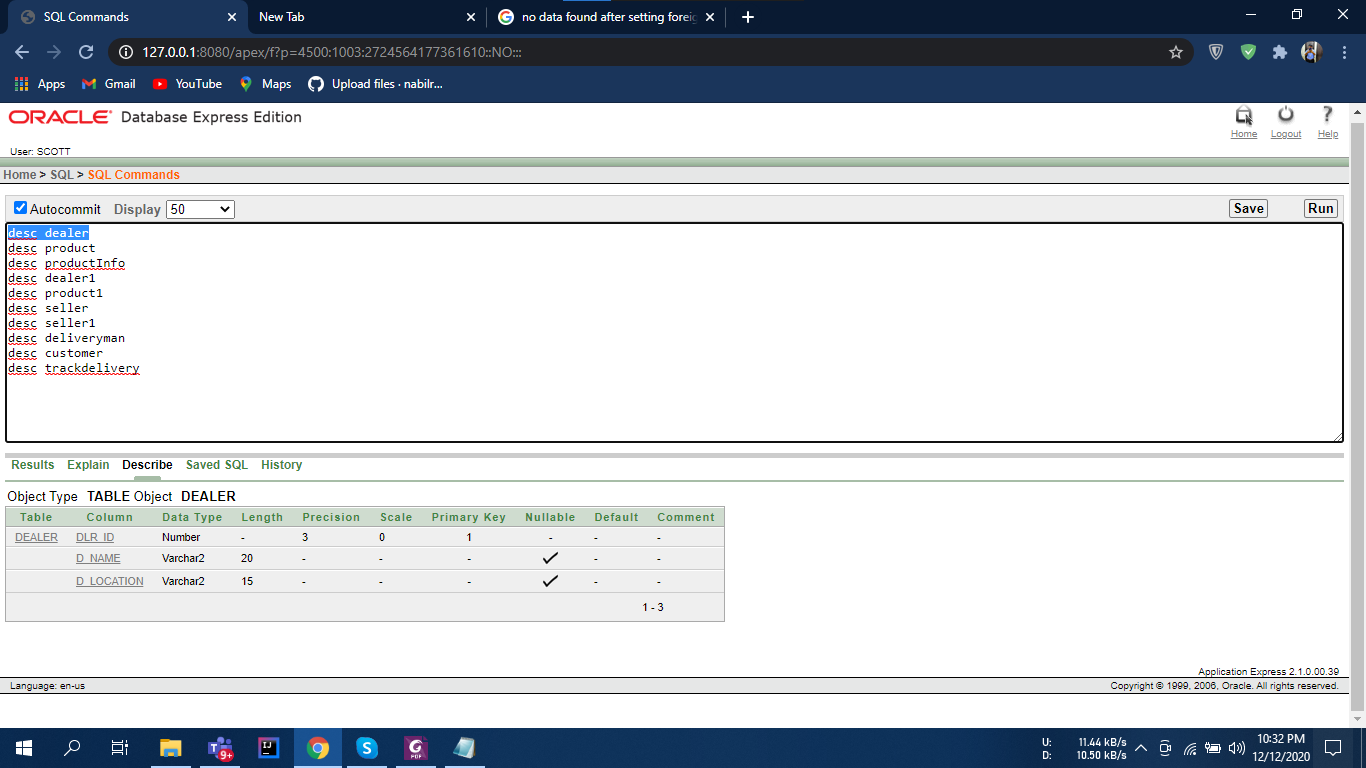 SQL Commands
New Tab
no data found after setting foreig
127.0.0.1:8080/apex/f?p=4500:1003:2724564177361610::NO:::
Apps
Gmail
YouTube
Maps
Upload files · nabilr...
ORACLE Database Express Edition
Home
Logout
Help
User: SCOTT
Home > SQL > SQL Commands
Autocommit Display 50
Save
Run
desc dealer
desc product
desc productInfo
desc dealer1
desc product1
desc seller
desc seller1
desc deliveryman
desc customer
desc trackdelivery
Results Explain Describe Saved SQL History
Object Type TABLE Object DEALER
Table Column Data Type Length Precision Scale Primary Key Nullable Default Comment
DEALER DLR_ID Number - 3 0 1 - - -
D_NAME Varchar2 20 - - - - -
D_LOCATION Varchar2 15 - - - - -
1 - 3
Application Express 2.1.0.00.39
Language: en-us
Copyright © 1999, 2006, Oracle. All rights reserved.
9+
IJ
S
PDF
U: 11.44 kB/s
D: 10.50 kB/s
10:32 PM
12/12/2020